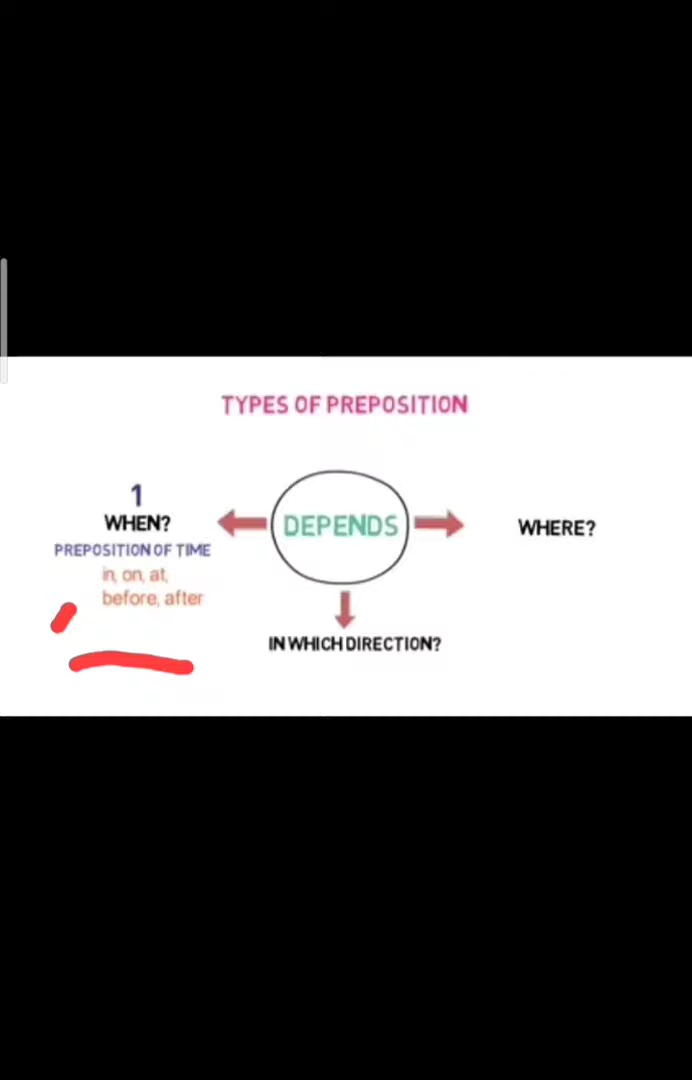 TYPES OF PREPOSITION
1
WHEN?
PREPOSITION OF TIME
in, on, at,
before, after
DEPENDS
WHERE?
IN WHICH DIRECTION?